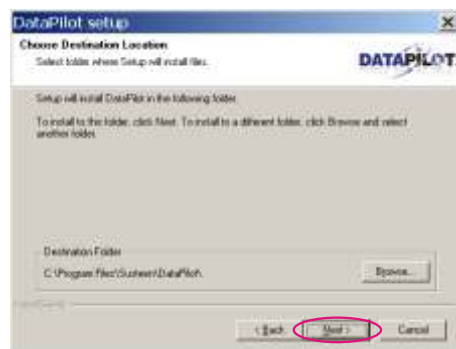 DataPilot setup
Choose Destination Location
Select folder where Setup will install files.
DATAPILOT
Setup will install DataPilot in the following folder.
To install to this folder, click Next. To install to a different folder, click Browse and select
another folder.
Destination Folder
C:\Program Files\Susteen\DataPilot\
Browse...
InstallShield
< Back
Next >
Cancel